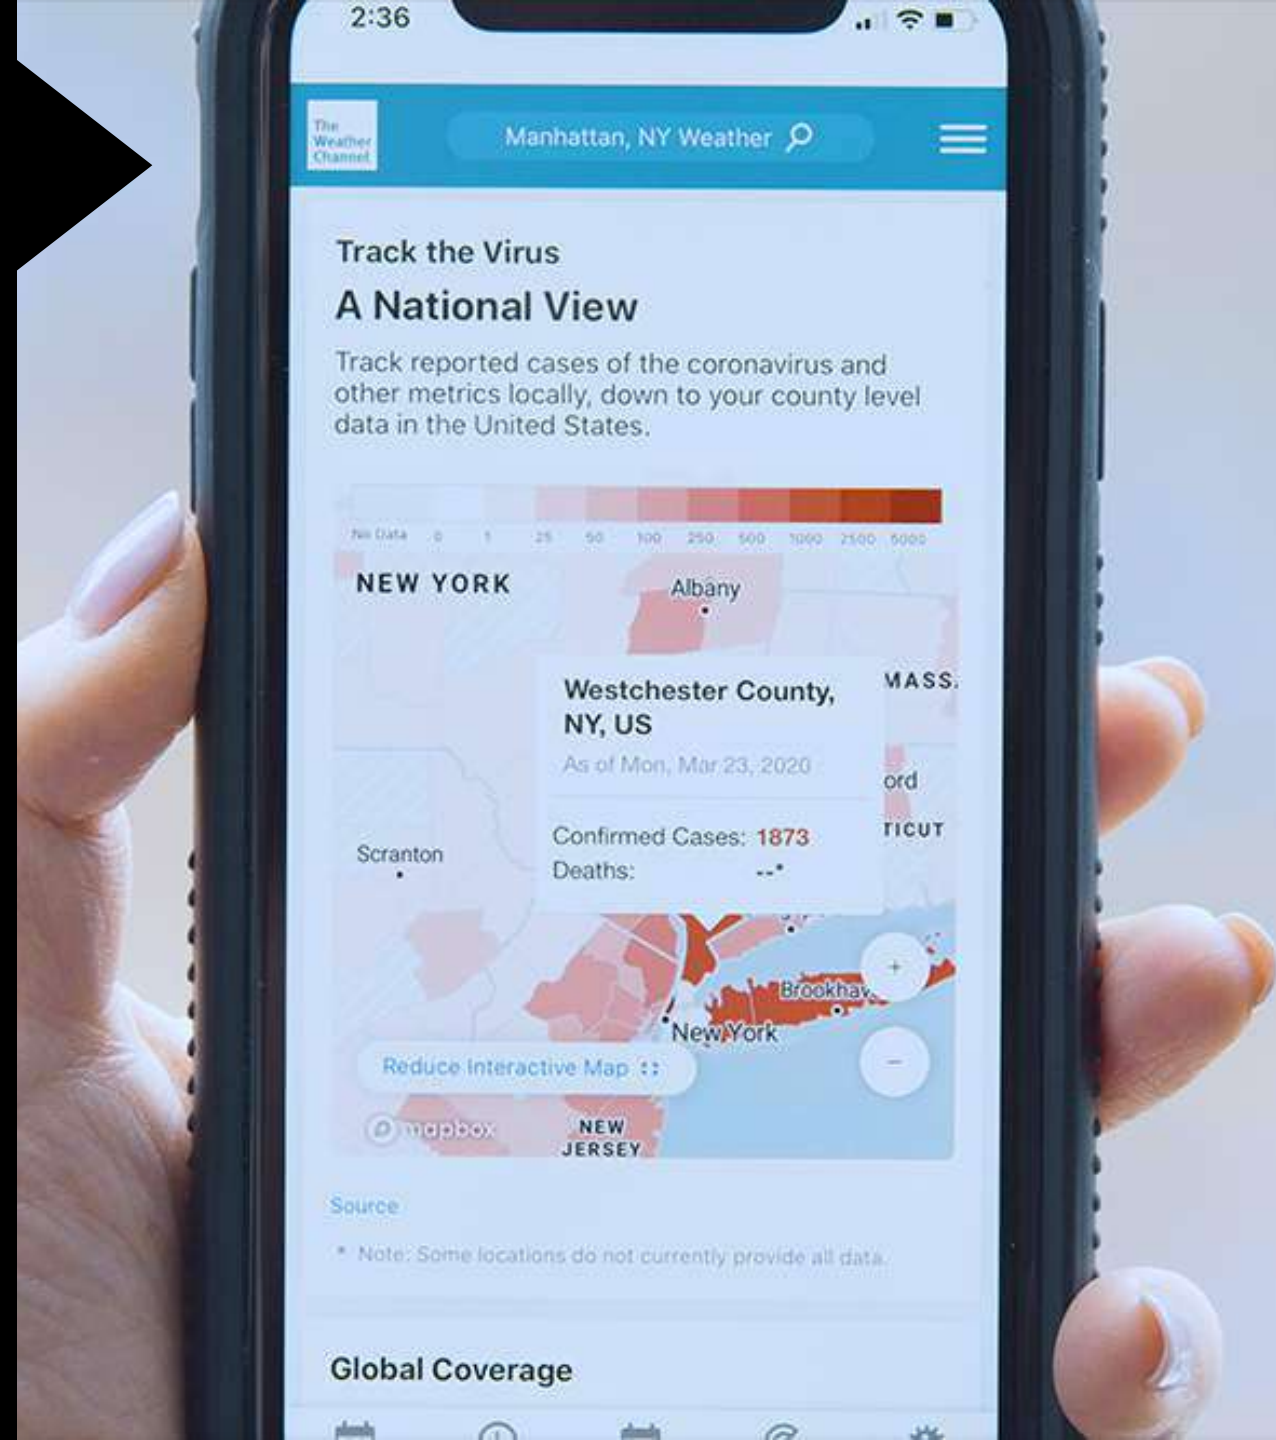 2:36
The
Weather
Channel
Manhattan, NY Weather
Track the Virus
A National View
Track reported cases of the coronavirus and
other metrics locally, down to your county level
data in the United States.
No Data 0 1 25 50 100 250 500 1000 2500 5000
NEW YORK
Albany
MASS.
Westchester County,
NY, US
As of Mon, Mar 23, 2020
ord
TICUT
Confirmed Cases: 1873
Deaths: --*
Scranton
+
Brookhav
New York
−
Reduce Interactive Map
mapbox
NEW
JERSEY
Source
* Note: Some locations do not currently provide all data.
Global Coverage